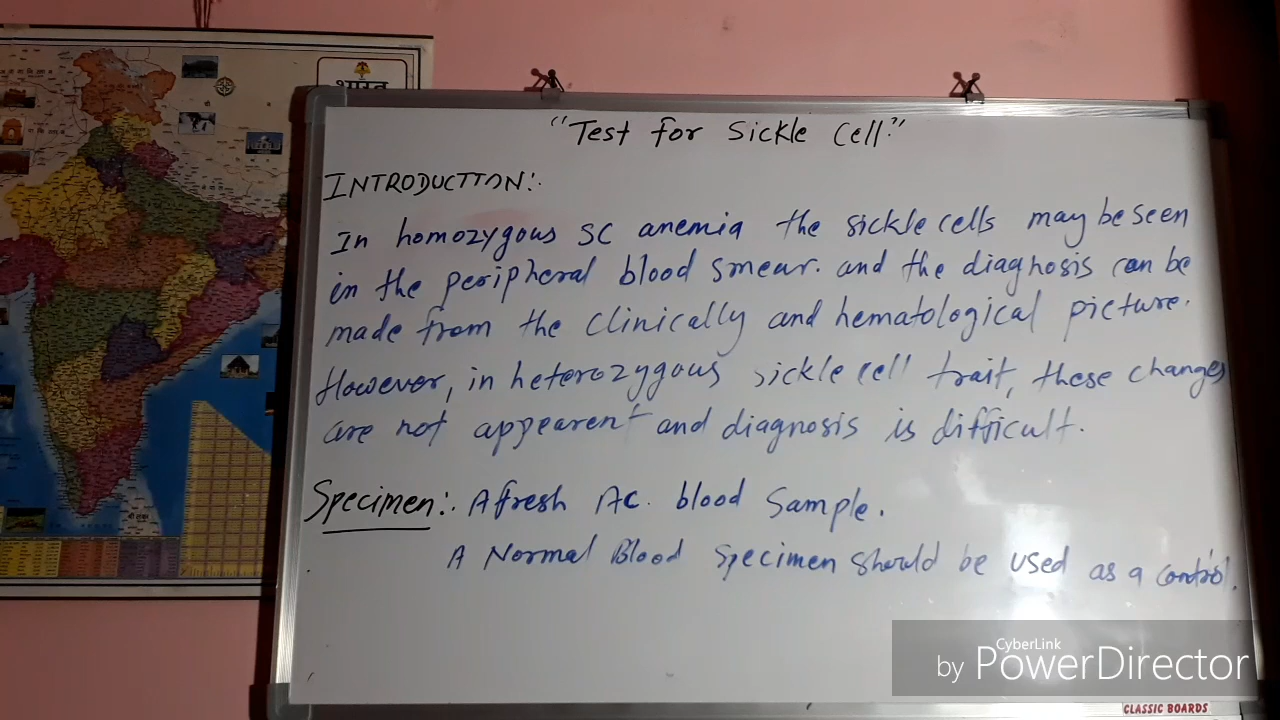 भारत
"Test for Sickle Cell."
INTRODUCTION:.
In homozygous SC anemia the sickle cells may be seen
in the peripheral blood smear. and the diagnosis can be
made from the clinically and hematological picture.
However, in heterozygous sickle cell trait, these changes
are not appearent and diagnosis is difficult.
Specimen:. A fresh AC. blood Sample.
A Normal Blood Specimen should be used as a control.
CyberLink
by PowerDirector
CLASSIC BOARDS